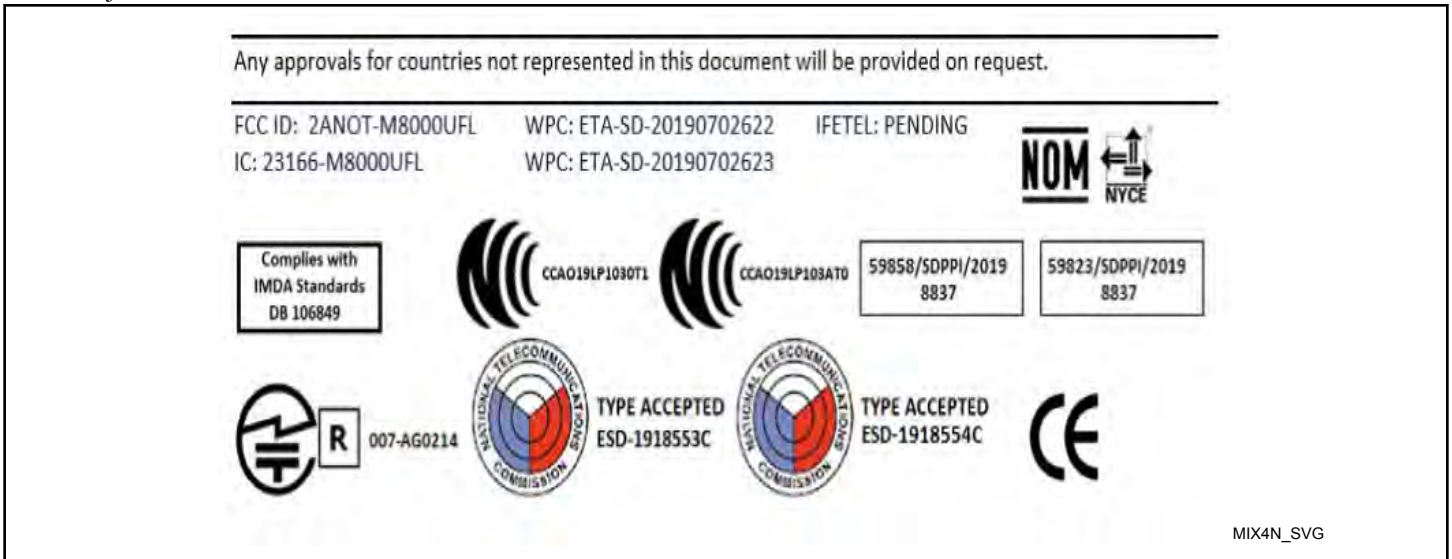 Any approvals for countries not represented in this document will be provided on request.
FCC ID: 2ANOT-M8000UFL WPC: ETA-SD-20190702622 IFETEL: PENDING
IC: 23166-M8000UFL WPC: ETA-SD-20190702623
NOM
NYCE
Complies with
IMDA Standards
DB 106849
CCAO19LP1030T1
CCAO19LP103AT0
59858/SDPPI/2019
8837
59823/SDPPI/2019
8837
R 007-AG0214
NATIONAL TELECOMMUNICATIONS COMMISSION
TYPE ACCEPTED
ESD-1918553C
NATIONAL TELECOMMUNICATIONS COMMISSION
TYPE ACCEPTED
ESD-1918554C
CE
MIX4N_SVG